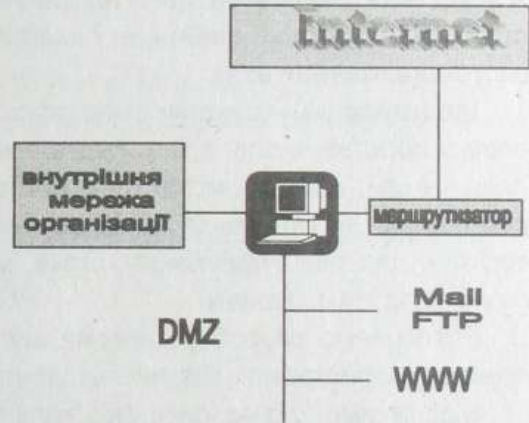 Internet
внутрішня
мережа
організації
маршрутизатор
Mail
FTP
DMZ
WWW